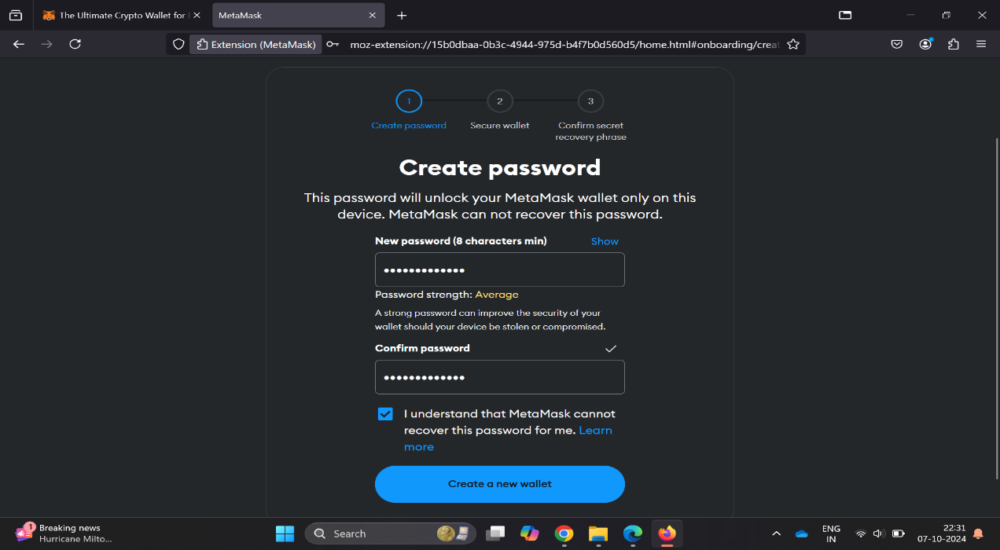 The Ultimate Crypto Wallet for
MetaMask
Extension (MetaMask)
moz-extension://15b0dbaa-0b3c-4944-975d-b4f7b0d560d5/home.html#onboarding/creat
1
2
3
Create password
Secure wallet
Confirm secret
recovery phrase
Create password
This password will unlock your MetaMask wallet only on this
device. MetaMask can not recover this password.
New password (8 characters min)
Show
•••••••••••••
Password strength: Average
A strong password can improve the security of your
wallet should your device be stolen or compromised.
Confirm password
•••••••••••••
I understand that MetaMask cannot
recover this password for me. Learn
more
Create a new wallet
1
Breaking news
Hurricane Milto...
Search
ENG
IN
22:31
07-10-2024